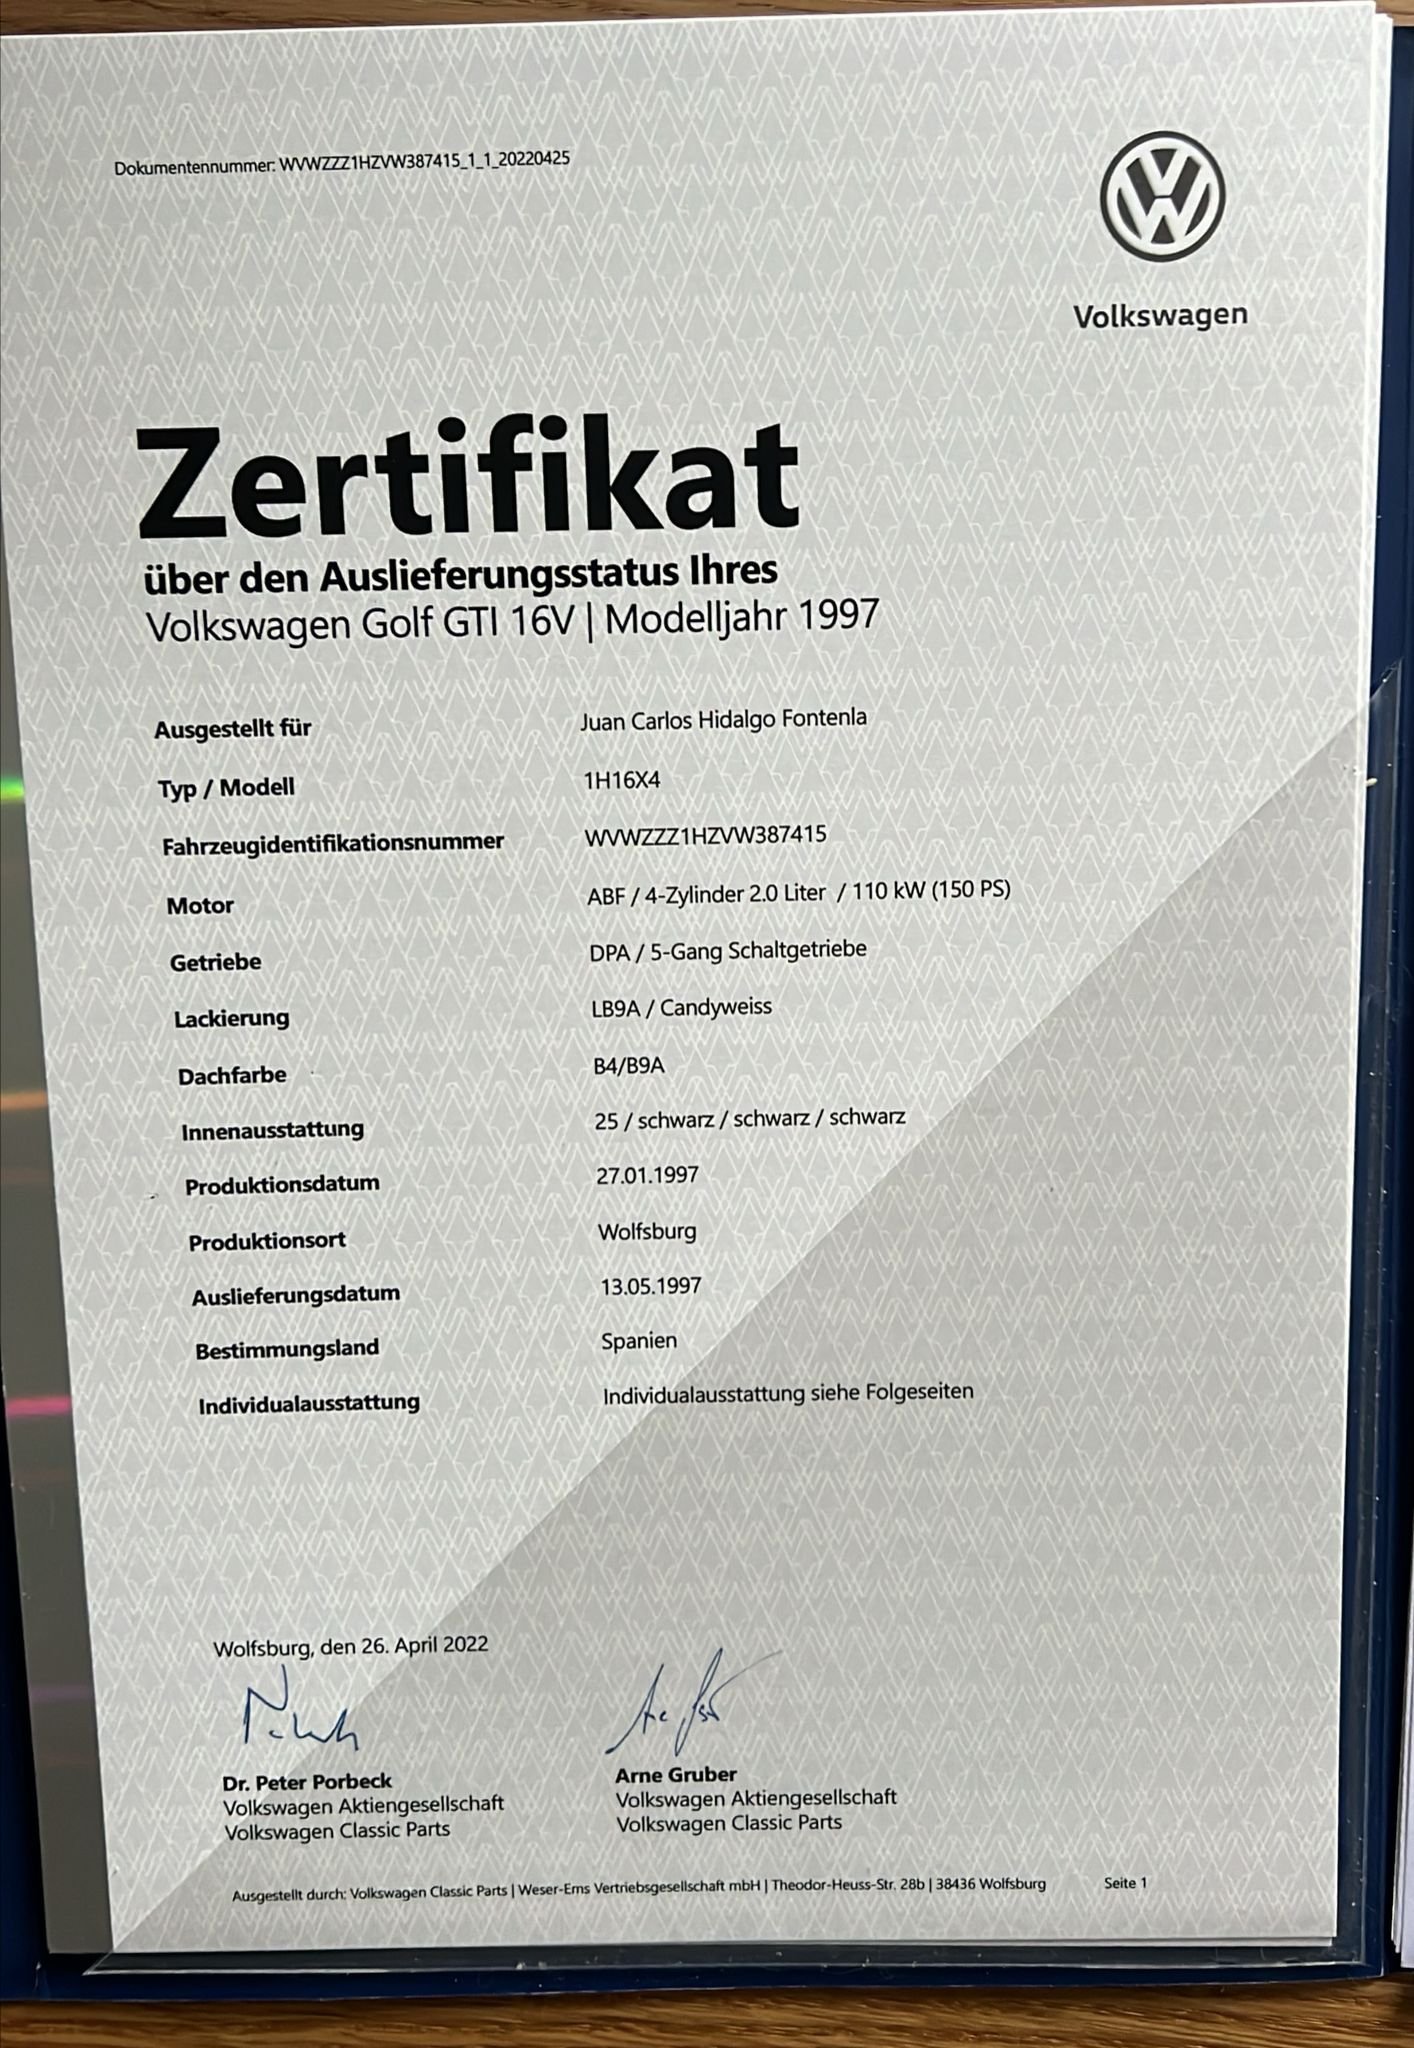 Dokumentennummer: WVWZZZ1HZVW387415_1_1_20220425
Volkswagen
Zertifikat
über den Auslieferungsstatus Ihres
Volkswagen Golf GTI 16V | Modelljahr 1997
Ausgestellt für Juan Carlos Hidalgo Fontenla
Typ / Modell 1H16X4
Fahrzeugidentifikationsnummer WVWZZZ1HZVW387415
Motor ABF / 4-Zylinder 2.0 Liter / 110 kW (150 PS)
Getriebe DPA / 5-Gang Schaltgetriebe
Lackierung LB9A / Candyweiss
Dachfarbe B4/B9A
Innenausstattung 25 / schwarz / schwarz / schwarz
Produktionsdatum 27.01.1997
Produktionsort Wolfsburg
Auslieferungsdatum 13.05.1997
Bestimmungsland Spanien
Individualausstattung Individualausstattung siehe Folgeseiten
Wolfsburg, den 26. April 2022
Dr. Peter Porbeck Arne Gruber
Volkswagen Aktiengesellschaft Volkswagen Aktiengesellschaft
Volkswagen Classic Parts Volkswagen Classic Parts
Ausgestellt durch: Volkswagen Classic Parts | Weser-Ems Vertriebsgesellschaft mbH | Theodor-Heuss-Str. 28b | 38436 Wolfsburg Seite 1